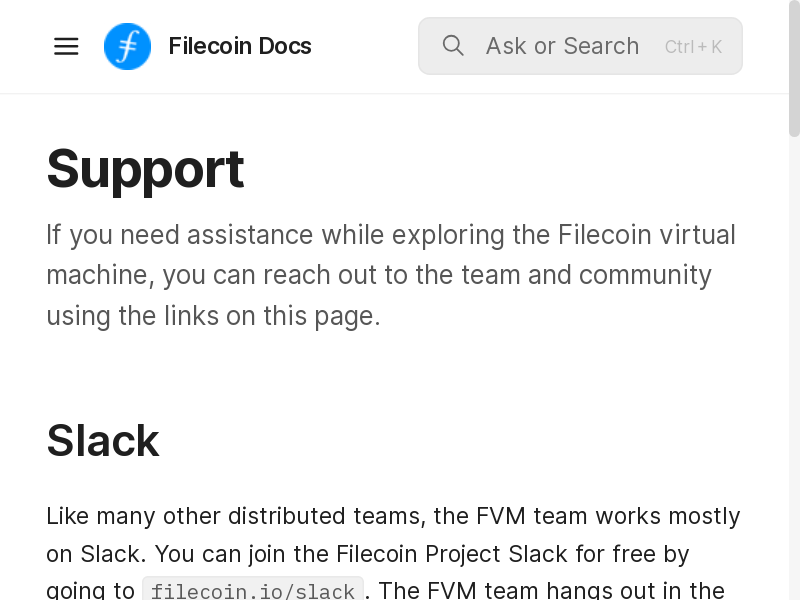 Filecoin Docs
Ask or Search
Ctrl + K
Support
If you need assistance while exploring the Filecoin virtual
machine, you can reach out to the team and community
using the links on this page.
Slack
Like many other distributed teams, the FVM team works mostly
on Slack. You can join the Filecoin Project Slack for free by
going to filecoin.io/slack. The FVM team hangs out in the